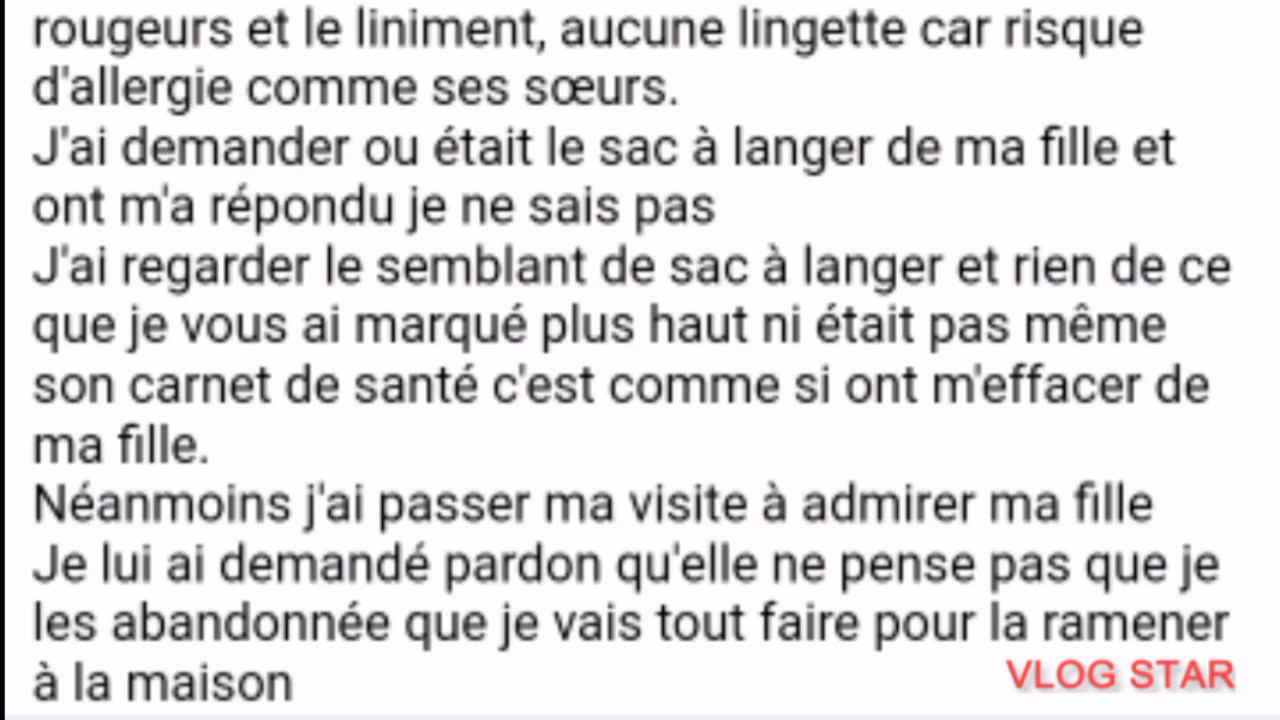 rougeurs et le liniment, aucune lingette car risque
d'allergie comme ses sœurs.
J'ai demander ou était le sac à langer de ma fille et
ont m'a répondu je ne sais pas
J'ai regarder le semblant de sac à langer et rien de ce
que je vous ai marqué plus haut ni était pas même
son carnet de santé c'est comme si ont m'effacer de
ma fille.
Néanmoins j'ai passer ma visite à admirer ma fille
Je lui ai demandé pardon qu'elle ne pense pas que je
les abandonnée que je vais tout faire pour la ramener
à la maison
VLOG STAR